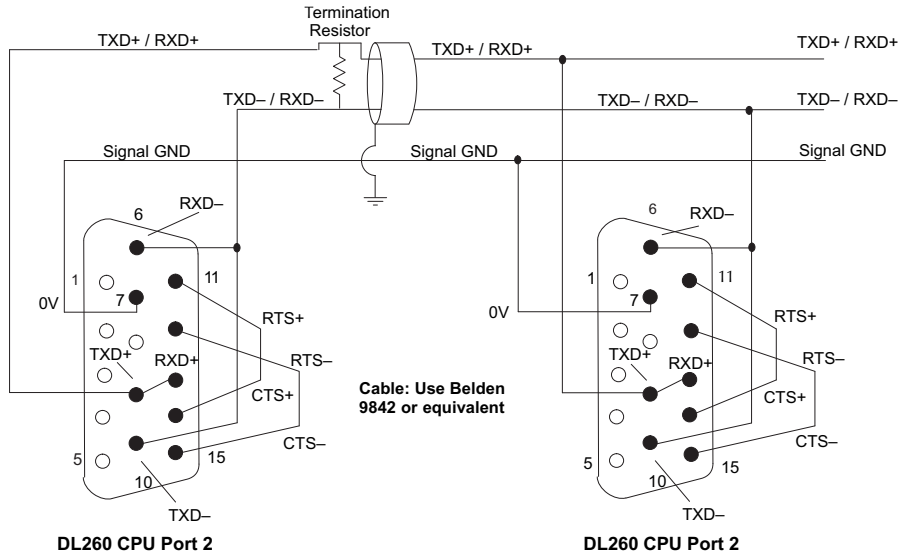 Termination
Resistor
TXD+ / RXD+
TXD+ / RXD+
TXD+ / RXD+
TXD– / RXD–
TXD– / RXD–
TXD– / RXD–
Signal GND
Signal GND
Signal GND
6
RXD–
1
11
7
0V
RTS+
TXD+
RXD+
RTS–
CTS+
CTS–
5
15
10
TXD–
DL260 CPU Port 2
Cable: Use Belden
9842 or equivalent
6
RXD–
1
11
7
0V
RTS+
TXD+
RXD+
RTS–
CTS+
CTS–
5
15
10
TXD–
DL260 CPU Port 2